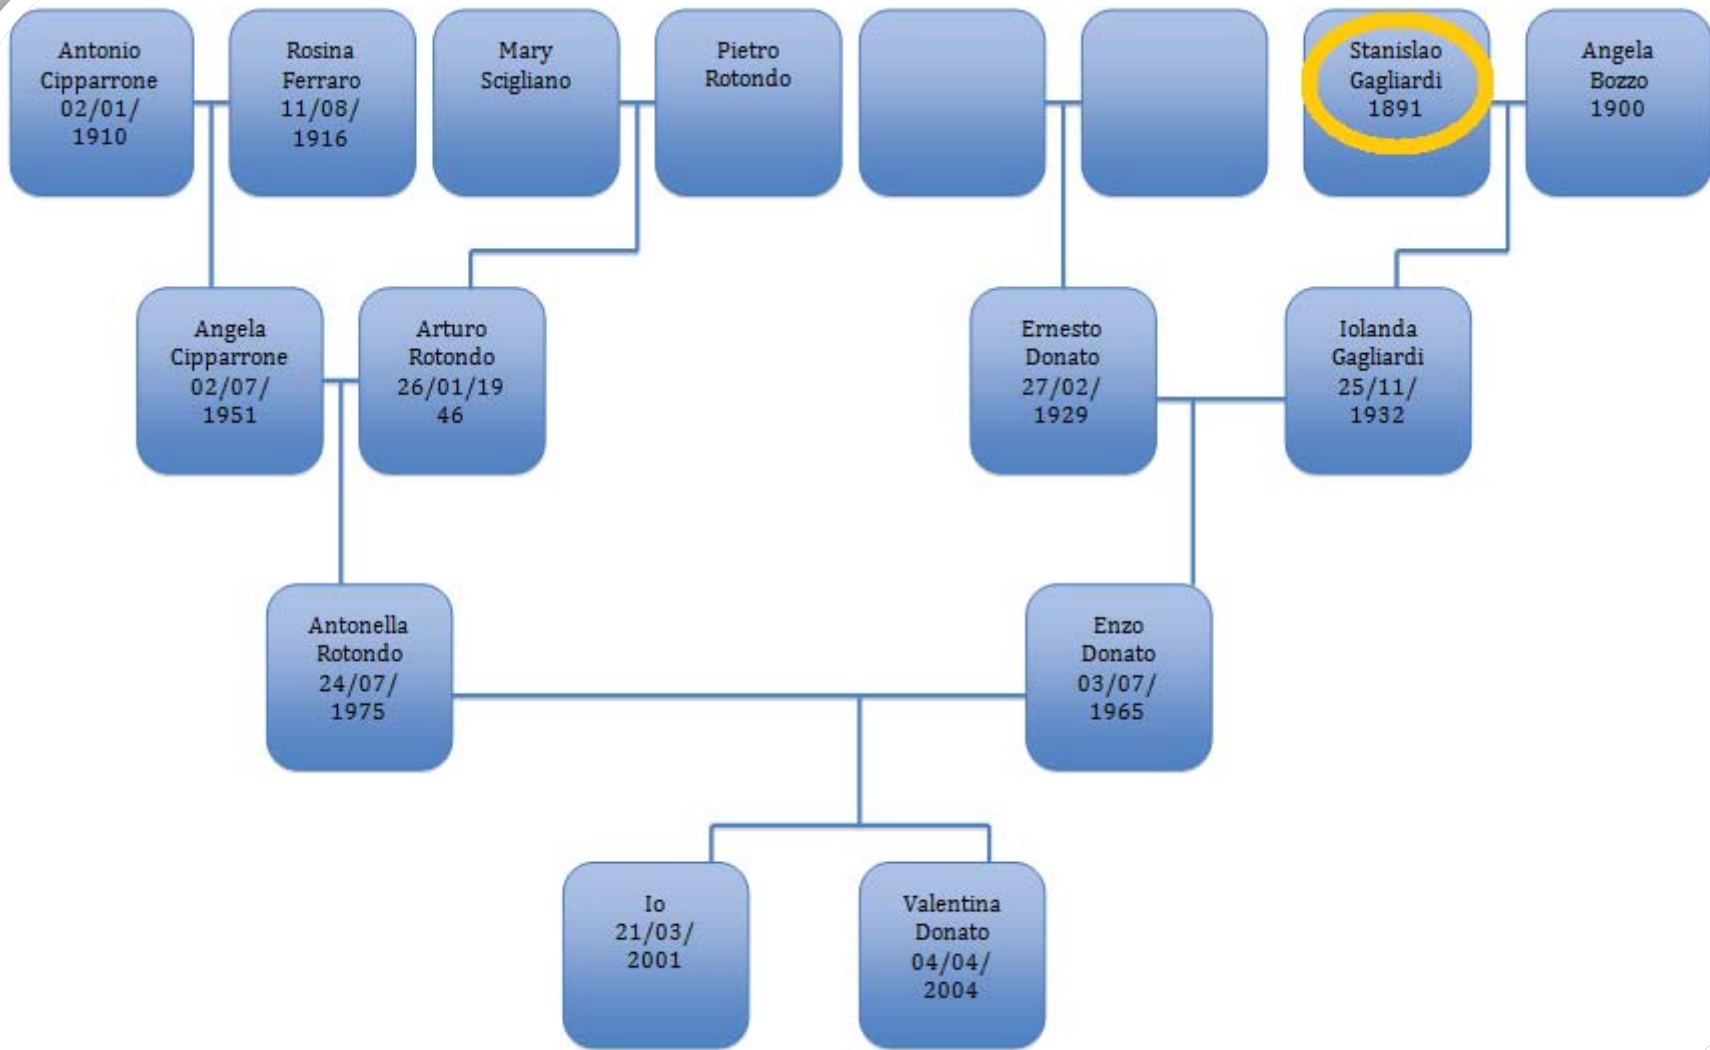 Antonio
Cipparrone
02/01/
1910
Rosina
Ferraro
11/08/
1916
Mary
Scigliano
Pietro
Rotondo
Stanislao
Gagliardi
1891
Angela
Bozzo
1900
Angela
Cipparrone
02/07/
1951
Arturo
Rotondo
26/01/19
46
Ernesto
Donato
27/02/
1929
Iolanda
Gagliardi
25/11/
1932
Antonella
Rotondo
24/07/
1975
Enzo
Donato
03/07/
1965
Io
21/03/
2001
Valentina
Donato
04/04/
2004